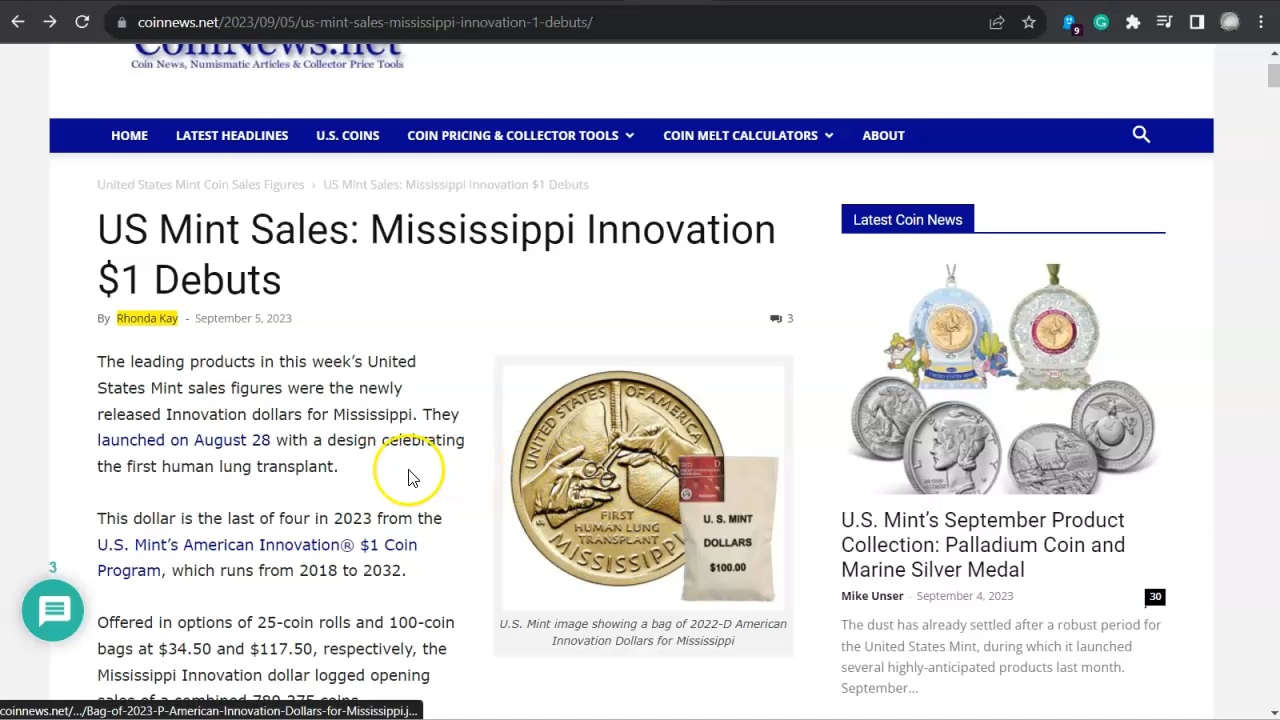 coinnews.net/2023/09/05/us-mint-sales-mississippi-innovation-1-debuts/
9
CoinNews.net
Coin News, Numismatic Articles & Collector Price Tools
HOME LATEST HEADLINES U.S. COINS COIN PRICING & COLLECTOR TOOLS COIN MELT CALCULATORS ABOUT
United States Mint Coin Sales Figures › US Mint Sales: Mississippi Innovation $1 Debuts
US Mint Sales: Mississippi Innovation
$1 Debuts
By Rhonda Kay - September 5, 2023
3
The leading products in this week's United
States Mint sales figures were the newly
released Innovation dollars for Mississippi. They
launched on August 28 with a design celebrating
the first human lung transplant.
This dollar is the last of four in 2023 from the
U.S. Mint's American Innovation® $1 Coin
Program, which runs from 2018 to 2032.
Offered in options of 25-coin rolls and 100-coin
bags at $34.50 and $117.50, respectively, the
Mississippi Innovation dollar logged opening
sales of a combined 789,275 coins
UNITED STATES OF AMERICA
FIRST
HUMAN LUNG
TRANSPLANT
MISSISSIPPI
D
U.S. MINT
DOLLARS
$100.00
U.S. Mint image showing a bag of 2022-D American
Innovation Dollars for Mississippi
Latest Coin News
U.S. Mint's September Product
Collection: Palladium Coin and
Marine Silver Medal
Mike Unser - September 4, 2023
30
The dust has already settled after a robust period for
the United States Mint, during which it launched
several highly-anticipated products last month.
September...
3
coinnews.net/.../Bag-of-2023-P-American-Innovation-Dollars-for-Mississippi.j...